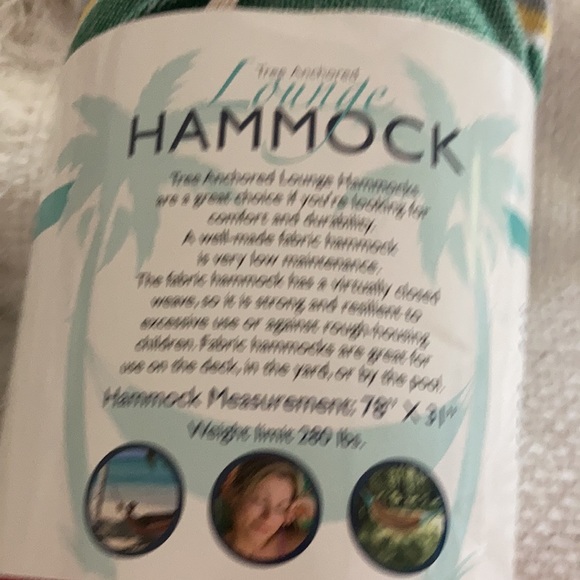 Tree Anchored
Lounge
HAMMOCK
Tree Anchored Lounge Hammocks
are a great choice if you're looking for
comfort and durability.
A well-made fabric hammock
is very low maintenance.
The fabric hammock has a virtually closed
weave, so it is strong and resilient to
excessive use or against rough-housing
children. Fabric hammocks are great for
use on the deck, in the yard, or by the pool.
Hammock Measurement: 78" X 31"
Weight limit: 280 lbs.